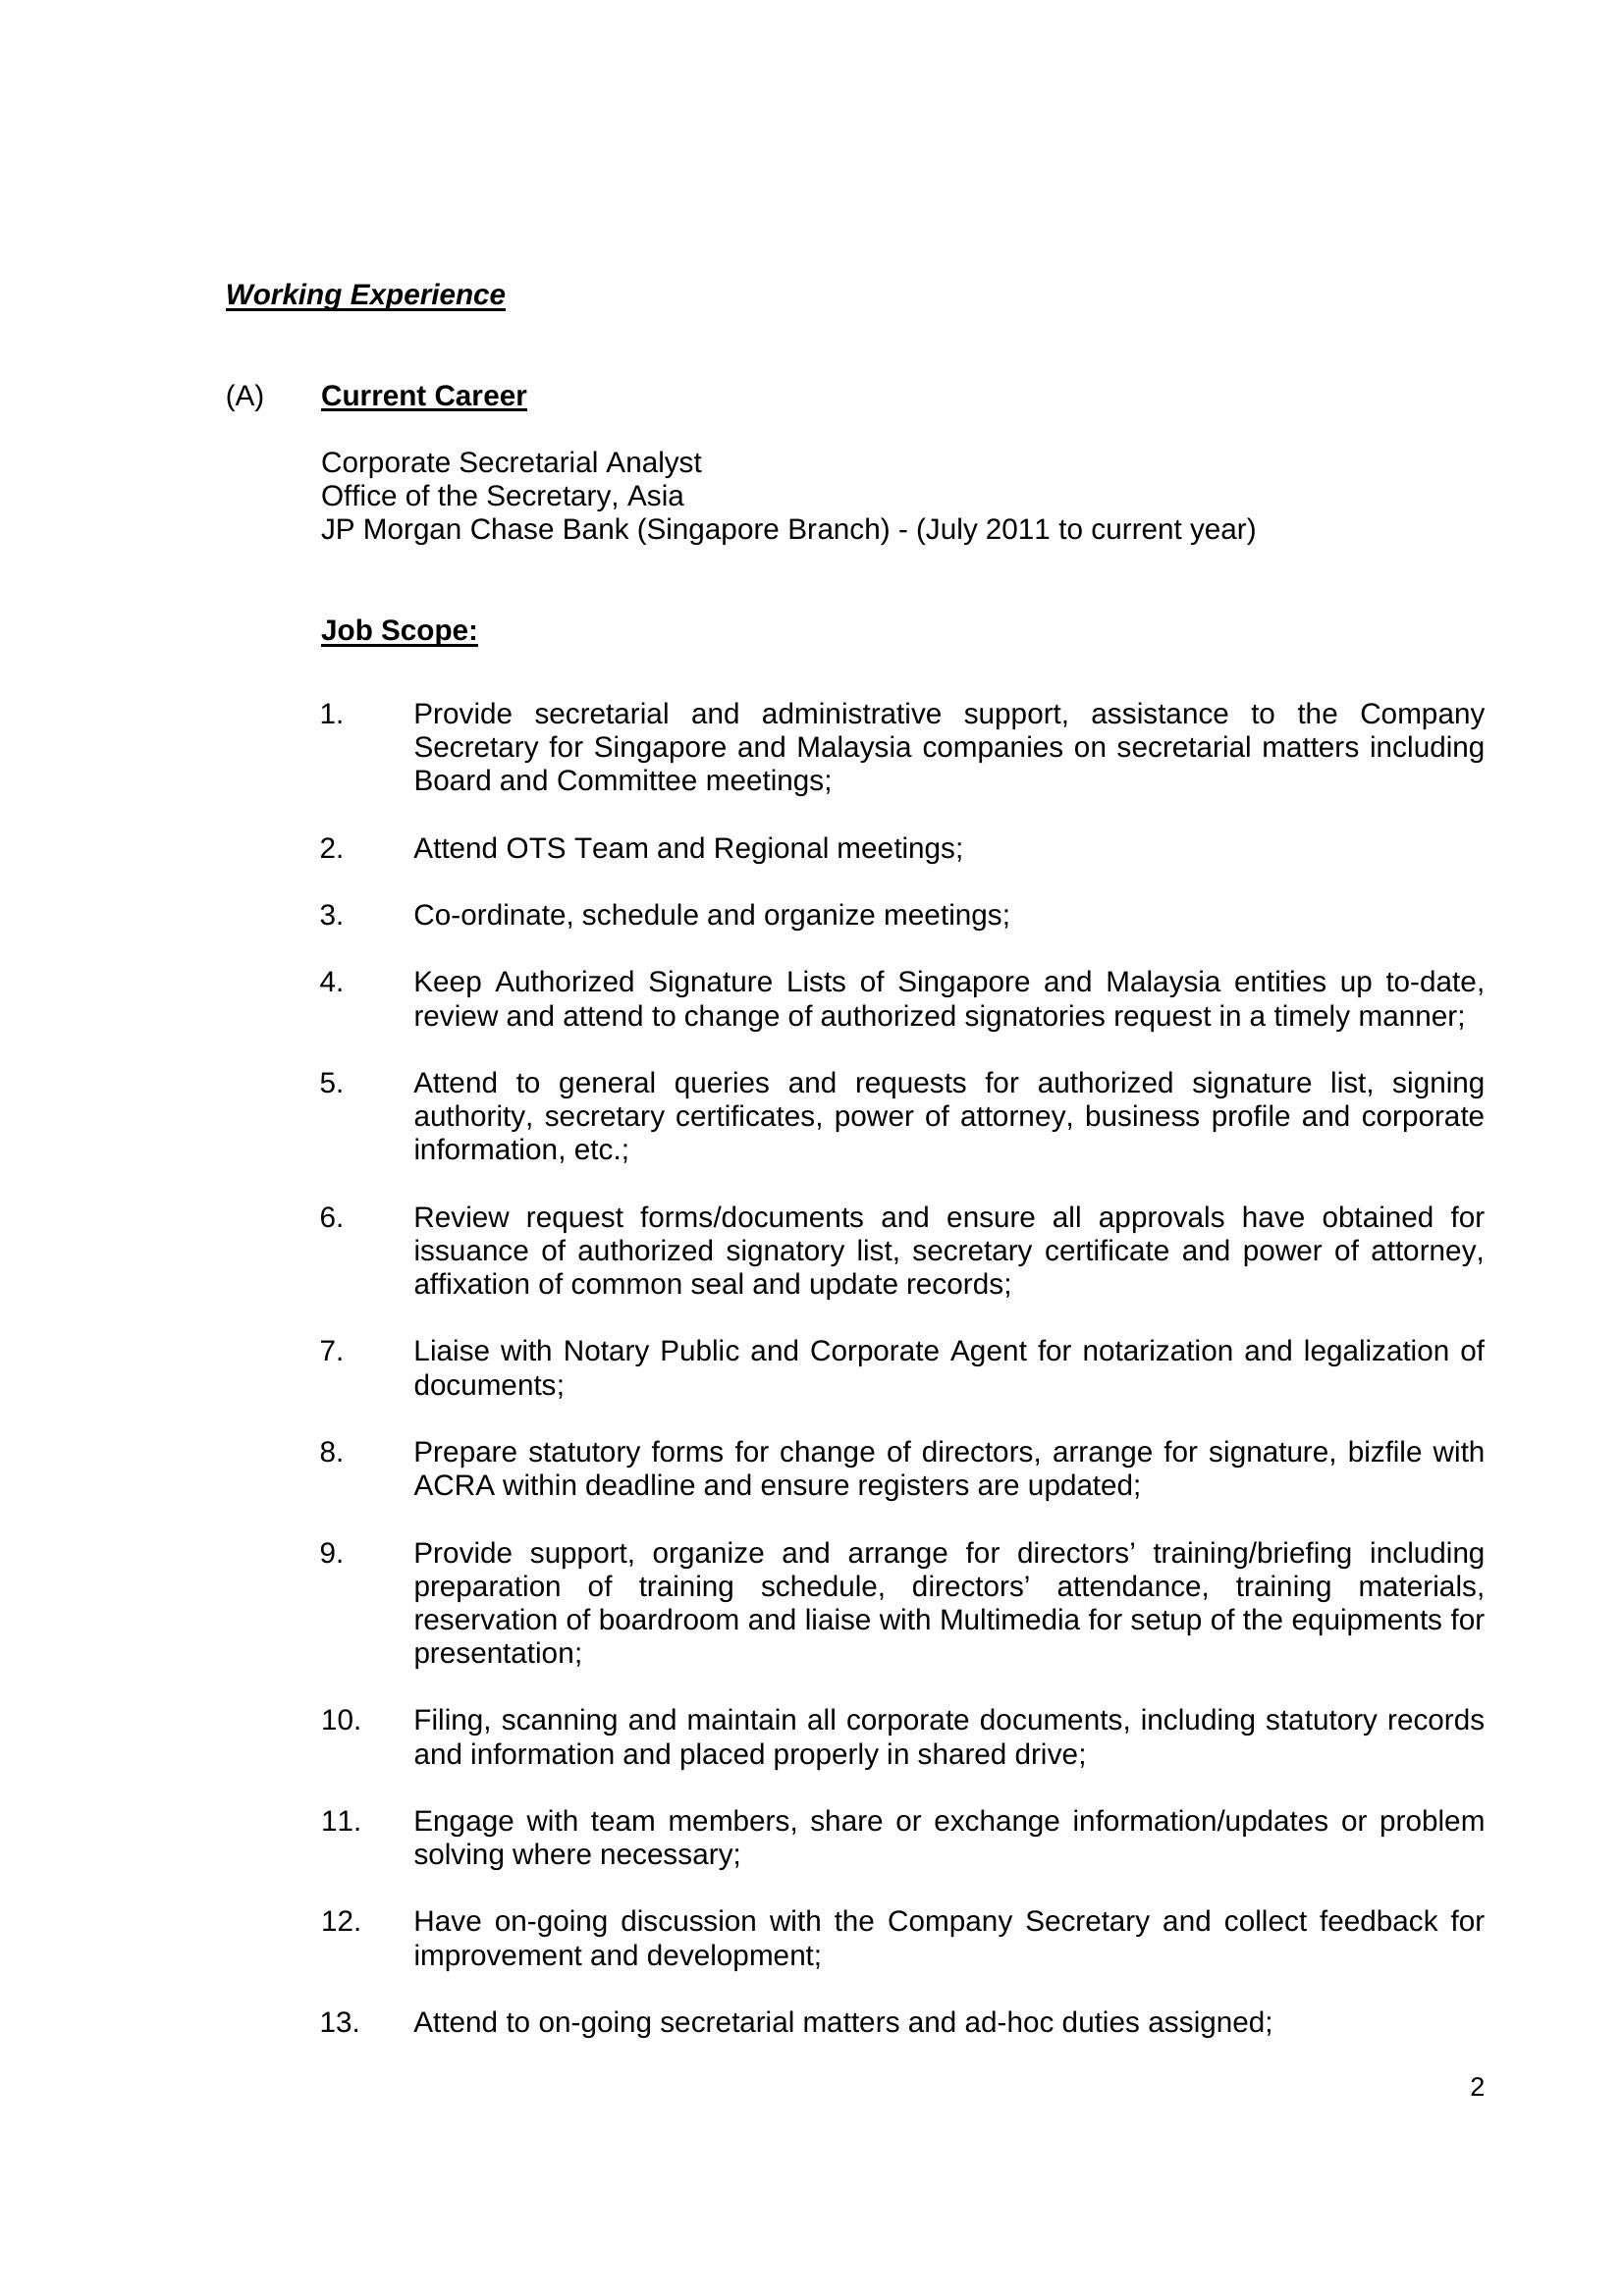 Working Experience
(A) Current Career
Corporate Secretarial Analyst
Office of the Secretary, Asia
JP Morgan Chase Bank (Singapore Branch) - (July 2011 to current year)
Job Scope:
1. Provide secretarial and administrative support, assistance to the Company
Secretary for Singapore and Malaysia companies on secretarial matters including
Board and Committee meetings;
2. Attend OTS Team and Regional meetings;
3. Co-ordinate, schedule and organize meetings;
4. Keep Authorized Signature Lists of Singapore and Malaysia entities up to-date,
review and attend to change of authorized signatories request in a timely manner;
5. Attend to general queries and requests for authorized signature list, signing
authority, secretary certificates, power of attorney, business profile and corporate
information, etc.;
6. Review request forms/documents and ensure all approvals have obtained for
issuance of authorized signatory list, secretary certificate and power of attorney,
affixation of common seal and update records;
7. Liaise with Notary Public and Corporate Agent for notarization and legalization of
documents;
8. Prepare statutory forms for change of directors, arrange for signature, bizfile with
ACRA within deadline and ensure registers are updated;
9. Provide support, organize and arrange for directors’ training/briefing including
preparation of training schedule, directors’ attendance, training materials,
reservation of boardroom and liaise with Multimedia for setup of the equipments for
presentation;
10. Filing, scanning and maintain all corporate documents, including statutory records
and information and placed properly in shared drive;
11. Engage with team members, share or exchange information/updates or problem
solving where necessary;
12. Have on-going discussion with the Company Secretary and collect feedback for
improvement and development;
13. Attend to on-going secretarial matters and ad-hoc duties assigned;
2